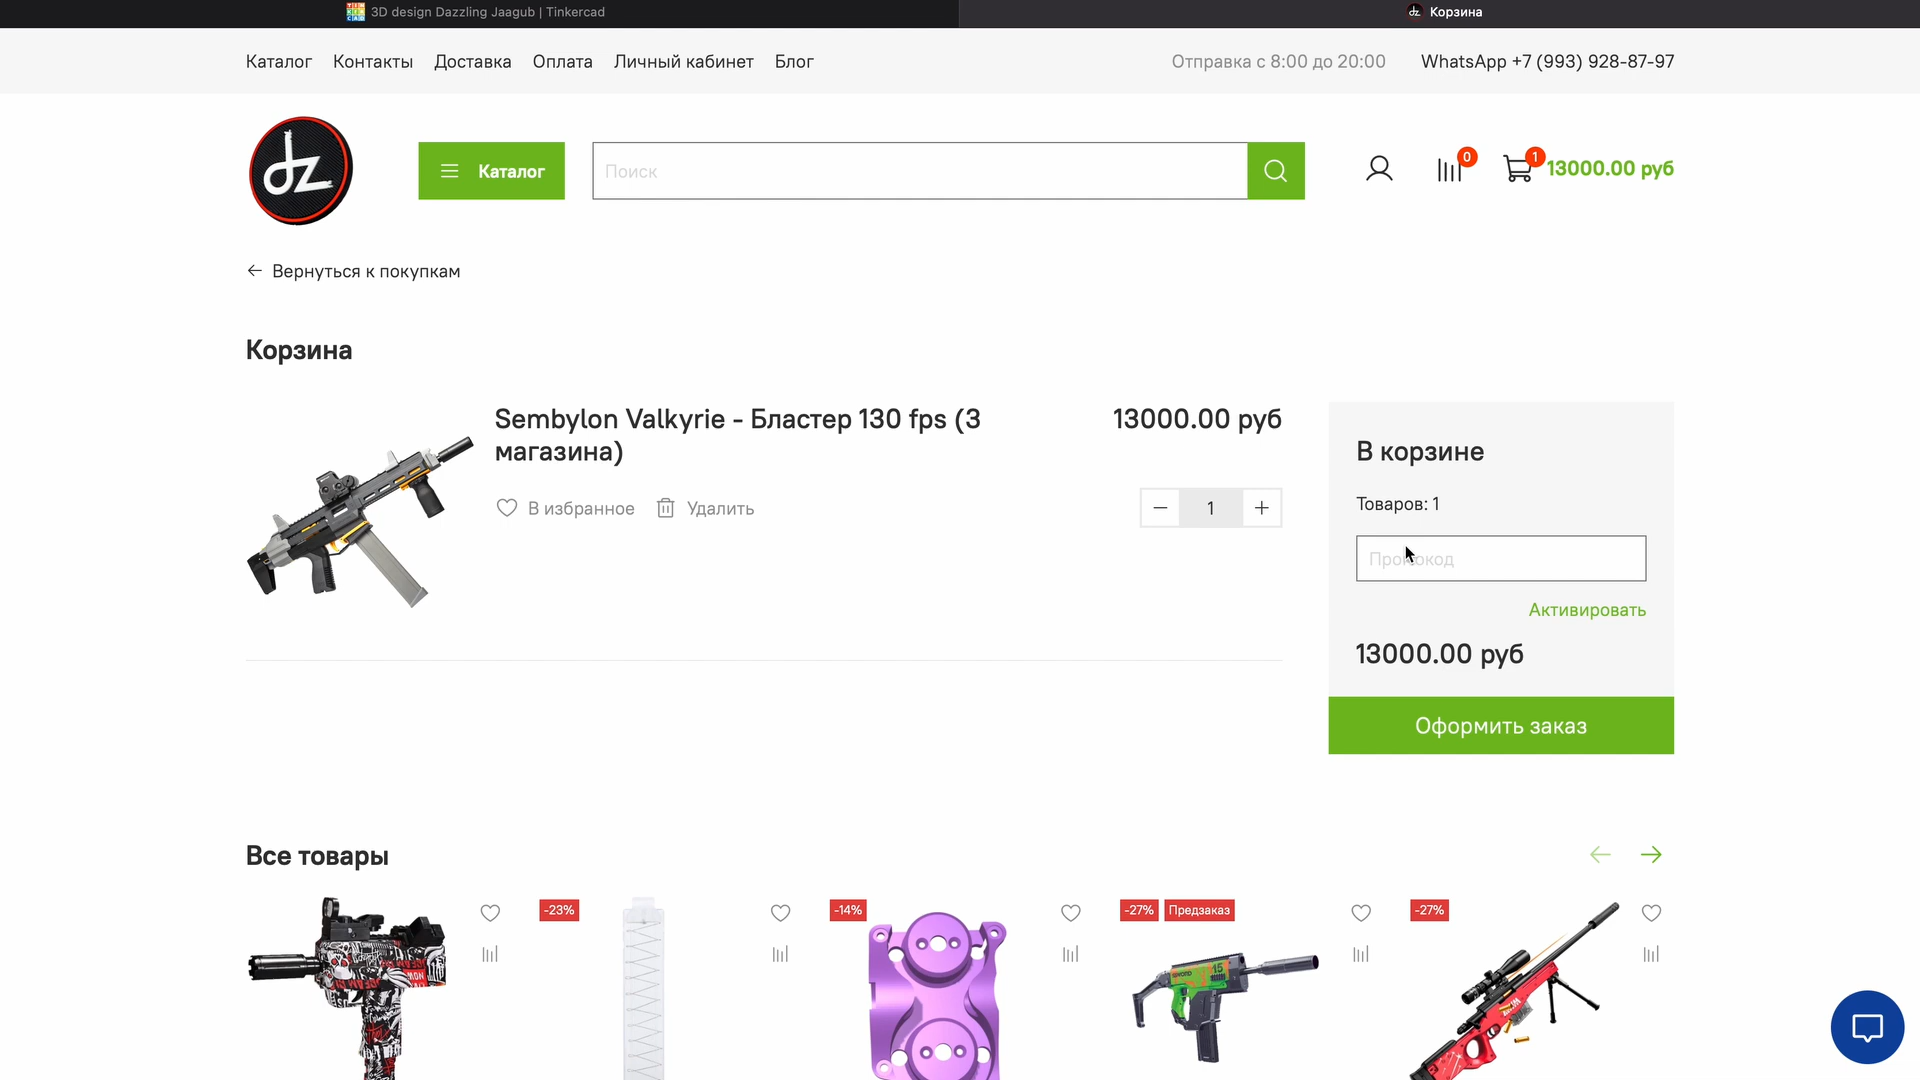 3D design Dazzling Jaagub | Tinkercad
dz Корзина
Каталог Контакты Доставка Оплата Личный кабинет Блог Отправка с 8:00 до 20:00 WhatsApp +7 (993) 928-87-97
dz
Каталог
Поиск
0
1
13000.00 руб
← Вернуться к покупкам
Корзина
Sembylon Valkyrie - Бластер 130 fps (3
магазина)
13000.00 руб
В избранное Удалить
— 1 +
В корзине
Товаров: 1
Промокод
Активировать
13000.00 руб
Оформить заказ
Все товары
-23%
-14%
-27% Предзаказ
-27%
15